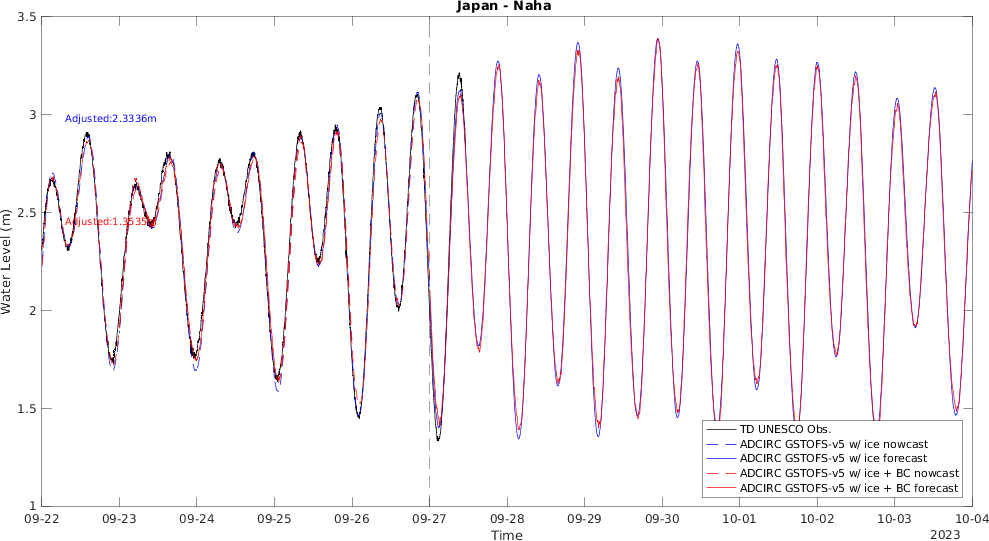 Japan - Naha
3.5
3
2.5
2
1.5
1
Water Level (m)
Adjusted:2.3336m
Adjusted:1.3535m
TD UNESCO Obs.
ADCIRC GSTOFS-v5 w/ ice nowcast
ADCIRC GSTOFS-v5 w/ ice forecast
ADCIRC GSTOFS-v5 w/ ice + BC nowcast
ADCIRC GSTOFS-v5 w/ ice + BC forecast
09-22 09-23 09-24 09-25 09-26 09-27 09-28 09-29 09-30 10-01 10-02 10-03 10-04
Time
2023